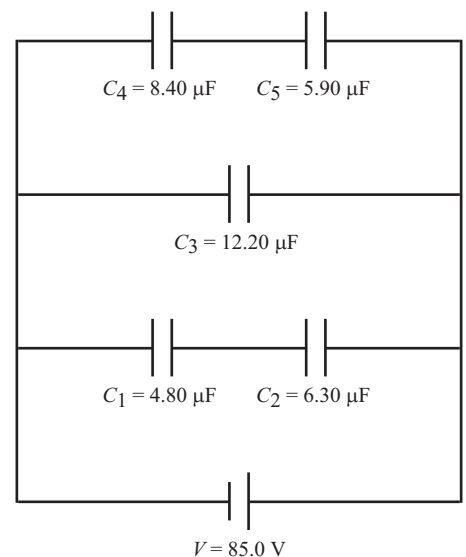 C4 = 8.40 μF C5 = 5.90 μF
C3 = 12.20 μF
C1 = 4.80 μF C2 = 6.30 μF
V = 85.0 V